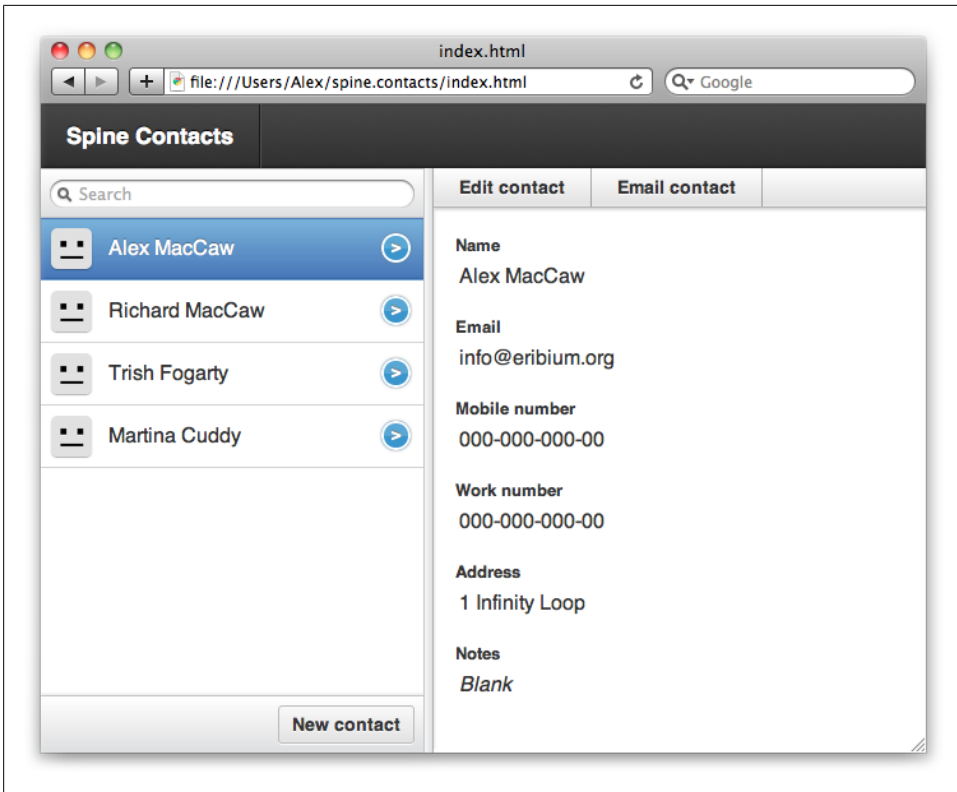 index.html
file:///Users/Alex/spine.contacts/index.html
Google
Spine Contacts
Search
Alex MacCaw
>
Richard MacCaw
>
Trish Fogarty
>
Martina Cuddy
>
New contact
Edit contact
Email contact
Name
Alex MacCaw
Email
info@eribium.org
Mobile number
000-000-000-00
Work number
000-000-000-00
Address
1 Infinity Loop
Notes
Blank